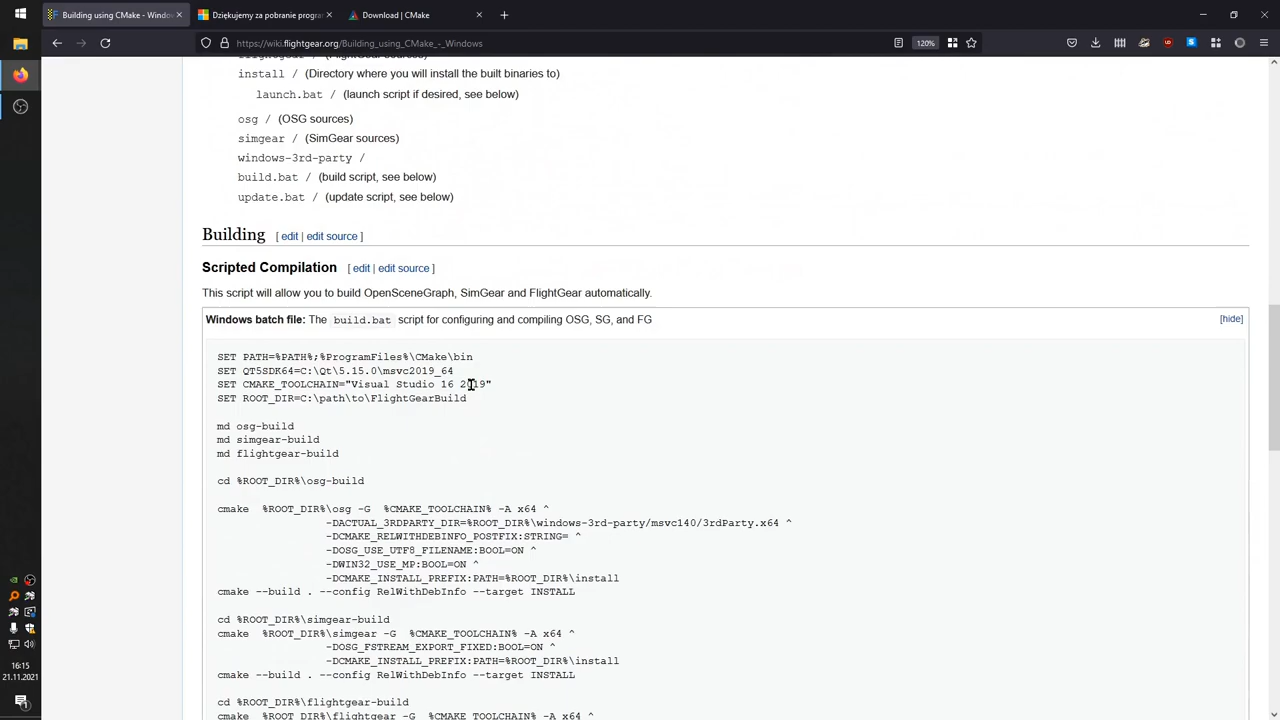 Building using CMake - Windo
Dziękujemy za pobranie progra
Download | CMake
https://wiki.flightgear.org/Building_using_CMake_-_Windows
120%
install / (Directory where you will install the built binaries to)
launch.bat / (launch script if desired, see below)
osg / (OSG sources)
simgear / (SimGear sources)
windows-3rd-party /
build.bat / (build script, see below)
update.bat / (update script, see below)
Building [ edit | edit source ]
Scripted Compilation [ edit | edit source ]
This script will allow you to build OpenSceneGraph, SimGear and FlightGear automatically.
Windows batch file: The build.bat script for configuring and compiling OSG, SG, and FG
[hide]
SET PATH=%PATH%;%ProgramFiles%\CMake\bin
SET QT5SDK64=C:\Qt\5.15.0\msvc2019_64
SET CMAKE_TOOLCHAIN="Visual Studio 16 2019"
SET ROOT_DIR=C:\path\to\FlightGearBuild
md osg-build
md simgear-build
md flightgear-build
cd %ROOT_DIR%\osg-build
cmake %ROOT_DIR%\osg -G %CMAKE_TOOLCHAIN% -A x64 ^
-DACTUAL_3RDPARTY_DIR=%ROOT_DIR%\windows-3rd-party/msvc140/3rdParty.x64 ^
-DCMAKE_RELWITHDEBINFO_POSTFIX:STRING= ^
-DOSG_USE_UTF8_FILENAME:BOOL=ON ^
-DWIN32_USE_MP:BOOL=ON ^
-DCMAKE_INSTALL_PREFIX:PATH=%ROOT_DIR%\install
cmake --build . --config RelWithDebInfo --target INSTALL
cd %ROOT_DIR%\simgear-build
cmake %ROOT_DIR%\simgear -G %CMAKE_TOOLCHAIN% -A x64 ^
-DOSG_FSTREAM_EXPORT_FIXED:BOOL=ON ^
-DCMAKE_INSTALL_PREFIX:PATH=%ROOT_DIR%\install
cmake --build . --config RelWithDebInfo --target INSTALL
cd %ROOT_DIR%\flightgear-build
cmake %ROOT_DIR%\flightgear -G %CMAKE_TOOLCHAIN% -A x64 ^
16:15
21.11.2021